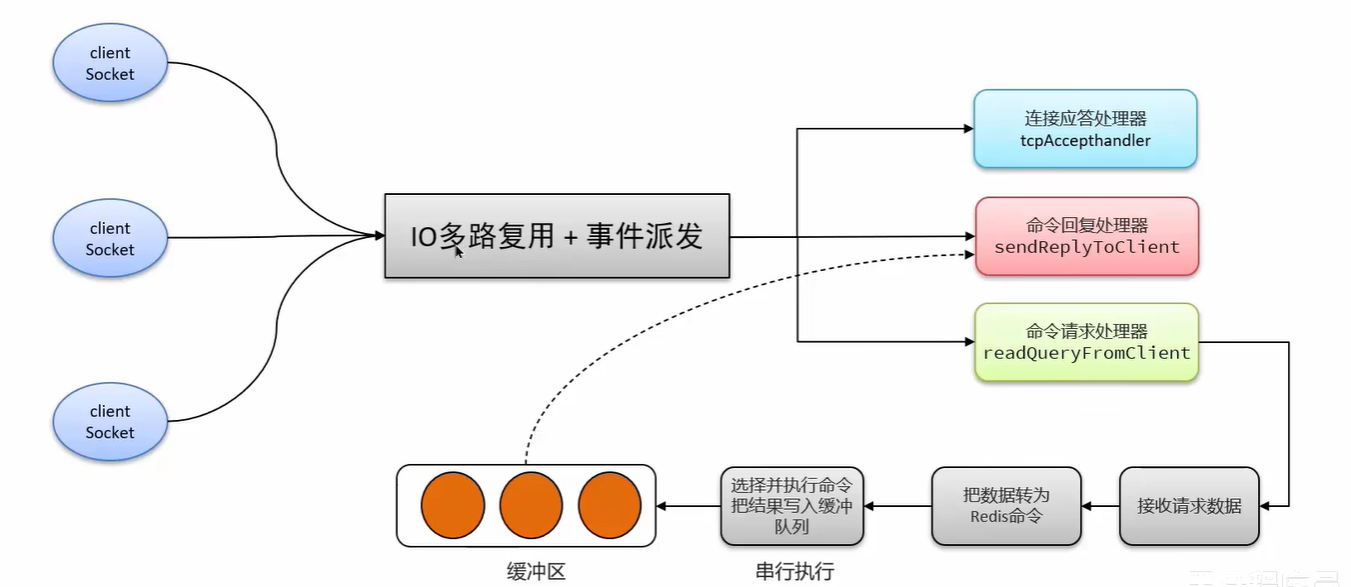 client
Socket
client
Socket
client
Socket
IO多路复用 + 事件派发
连接应答处理器
tcpAccepthandler
命令回复处理器
sendReplyToClient
命令请求处理器
readQueryFromClient
接收请求数据
把数据转为
Redis命令
选择并执行命令
把结果写入缓冲
队列
缓冲区
串行执行